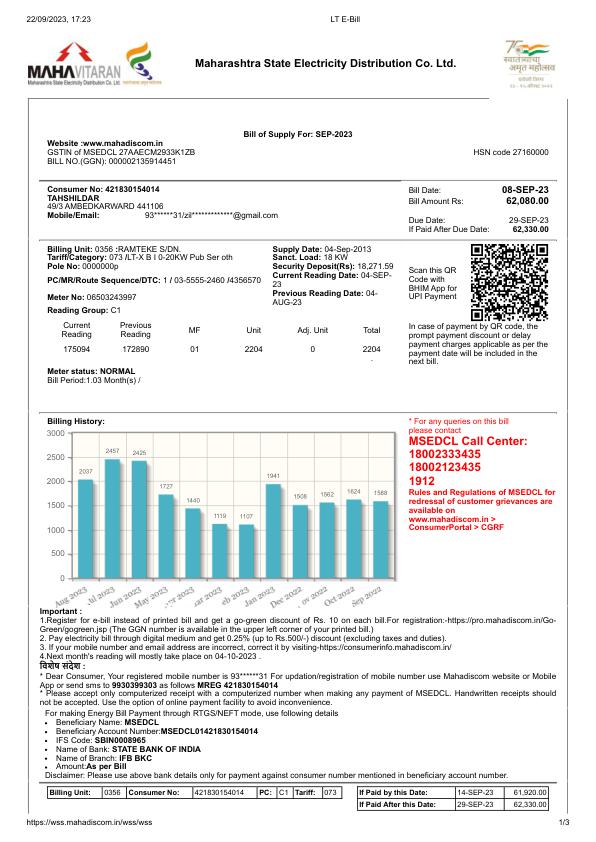 22/09/2023, 17:23
LT E-Bill
MAHAVITARAN
Maharashtra State Electricity Distribution Co. Ltd.
Maharashtra State Electricity Distribution Co. Ltd.
Bill of Supply For: SEP-2023
Website :www.mahadiscom.in
GSTIN of MSEDCL 27AAECM2933K1ZB
HSN code 27160000
BILL NO.(GGN): 000002135914451
Consumer No: 421830154014
TAHSHILDAR
49/3 AMBEDKARWARD 441106
Mobile/Email: 93******31/zil*************@gmail.com
Bill Date: 08-SEP-23
Bill Amount Rs: 62,080.00
Due Date: 29-SEP-23
If Paid After Due Date: 62,330.00
Billing Unit: 0356 :RAMTEKE S/DN.
Tariff/Category: 073 /LT-X B I 0-20KW Pub Ser oth
Pole No: 0000000p
PC/MR/Route Sequence/DTC: 1 / 03-5555-2460 /4356570
Meter No: 06503243997
Reading Group: C1
Supply Date: 04-Sep-2013
Sanct. Load: 18 KW
Security Deposit(Rs): 18,271.59
Current Reading Date: 04-SEP-
23
Previous Reading Date: 04-
AUG-23
Scan this QR
Code with
BHIM App for
UPI Payment
In case of payment by QR code, the
prompt payment discount or delay
payment charges applicable as per the
payment date will be included in the
next bill.
Current Reading Previous Reading MF Unit Adj. Unit Total
175094 172890 01 2204 0 2204
Meter status: NORMAL
Bill Period:1.03 Month(s) /
Billing History:
3000
2500
2000
1500
1000
500
0
2037 2457 2425 1727 1440 1119 1107 1941 1508 1562 1624 1588
Aug 2023 Jun 2023 May 2023 Jan 2023 Dec 2022 Oct 2022 Sep 2022
* For any queries on this bill
please contact
MSEDCL Call Center:
18002333435
18002123435
1912
Rules and Regulations of MSEDCL for
redressal of customer grievances are
available on
www.mahadiscom.in >
ConsumerPortal > CGRF
Important :
1.Register for e-bill instead of printed bill and get a go-green discount of Rs. 10 on each bill.For registration:-https://pro.mahadiscom.in/Go-
Green/gogreen.jsp (The GGN number is available in the upper left corner of your printed bill.)
2. Pay electricity bill through digital medium and get 0.25% (up to Rs.500/-) discount (excluding taxes and duties).
3. If your mobile number and email address are incorrect, correct it by visiting-https://consumerinfo.mahadiscom.in/
4.Next month's reading will mostly take place on 04-10-2023 .
विशेष संदेश :
* Dear Consumer, Your registered mobile number is 93******31 For updation/registration of mobile number use Mahadiscom website or Mobile
App or send sms to 9930399303 as follows MREG 421830154014
* Please accept only computerized receipt with a computerized number when making any payment of MSEDCL. Handwritten receipts should
not be accepted. Use the option of online payment facility to avoid inconvenience.
For making Energy Bill Payment through RTGS/NEFT mode, use following details
• Beneficiary Name: MSEDCL
• Beneficiary Account Number:MSEDCL01421830154014
• IFS Code: SBIN0008965
• Name of Bank: STATE BANK OF INDIA
• Name of Branch: IFB BKC
• Amount:As per Bill
Disclaimer: Please use above bank details only for payment against consumer number mentioned in beneficiary account number.
Billing Unit: 0356 Consumer No: 421830154014 PC: C1 Tariff: 073
If Paid by this Date: 14-SEP-23 61,920.00
If Paid After this Date: 29-SEP-23 62,330.00
https://wss.mahadiscom.in/wss/wss
1/3